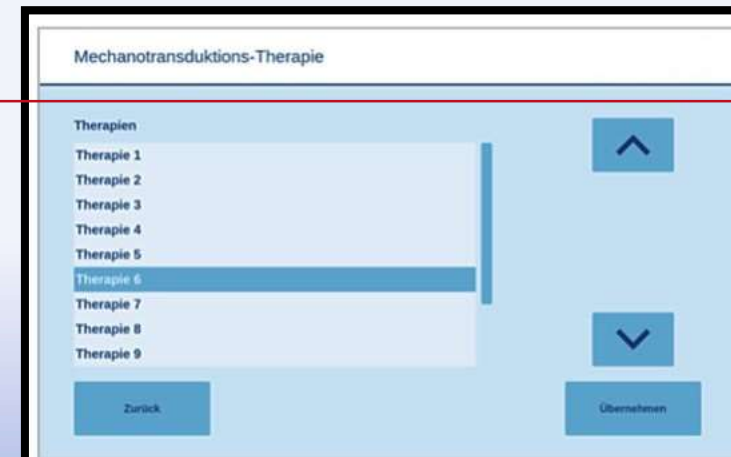 Mechanotransduktions-Therapie
Therapien
Therapie 1
Therapie 2
Therapie 3
Therapie 4
Therapie 5
Therapie 6
Therapie 7
Therapie 8
Therapie 9
Zurück
Übernehmen